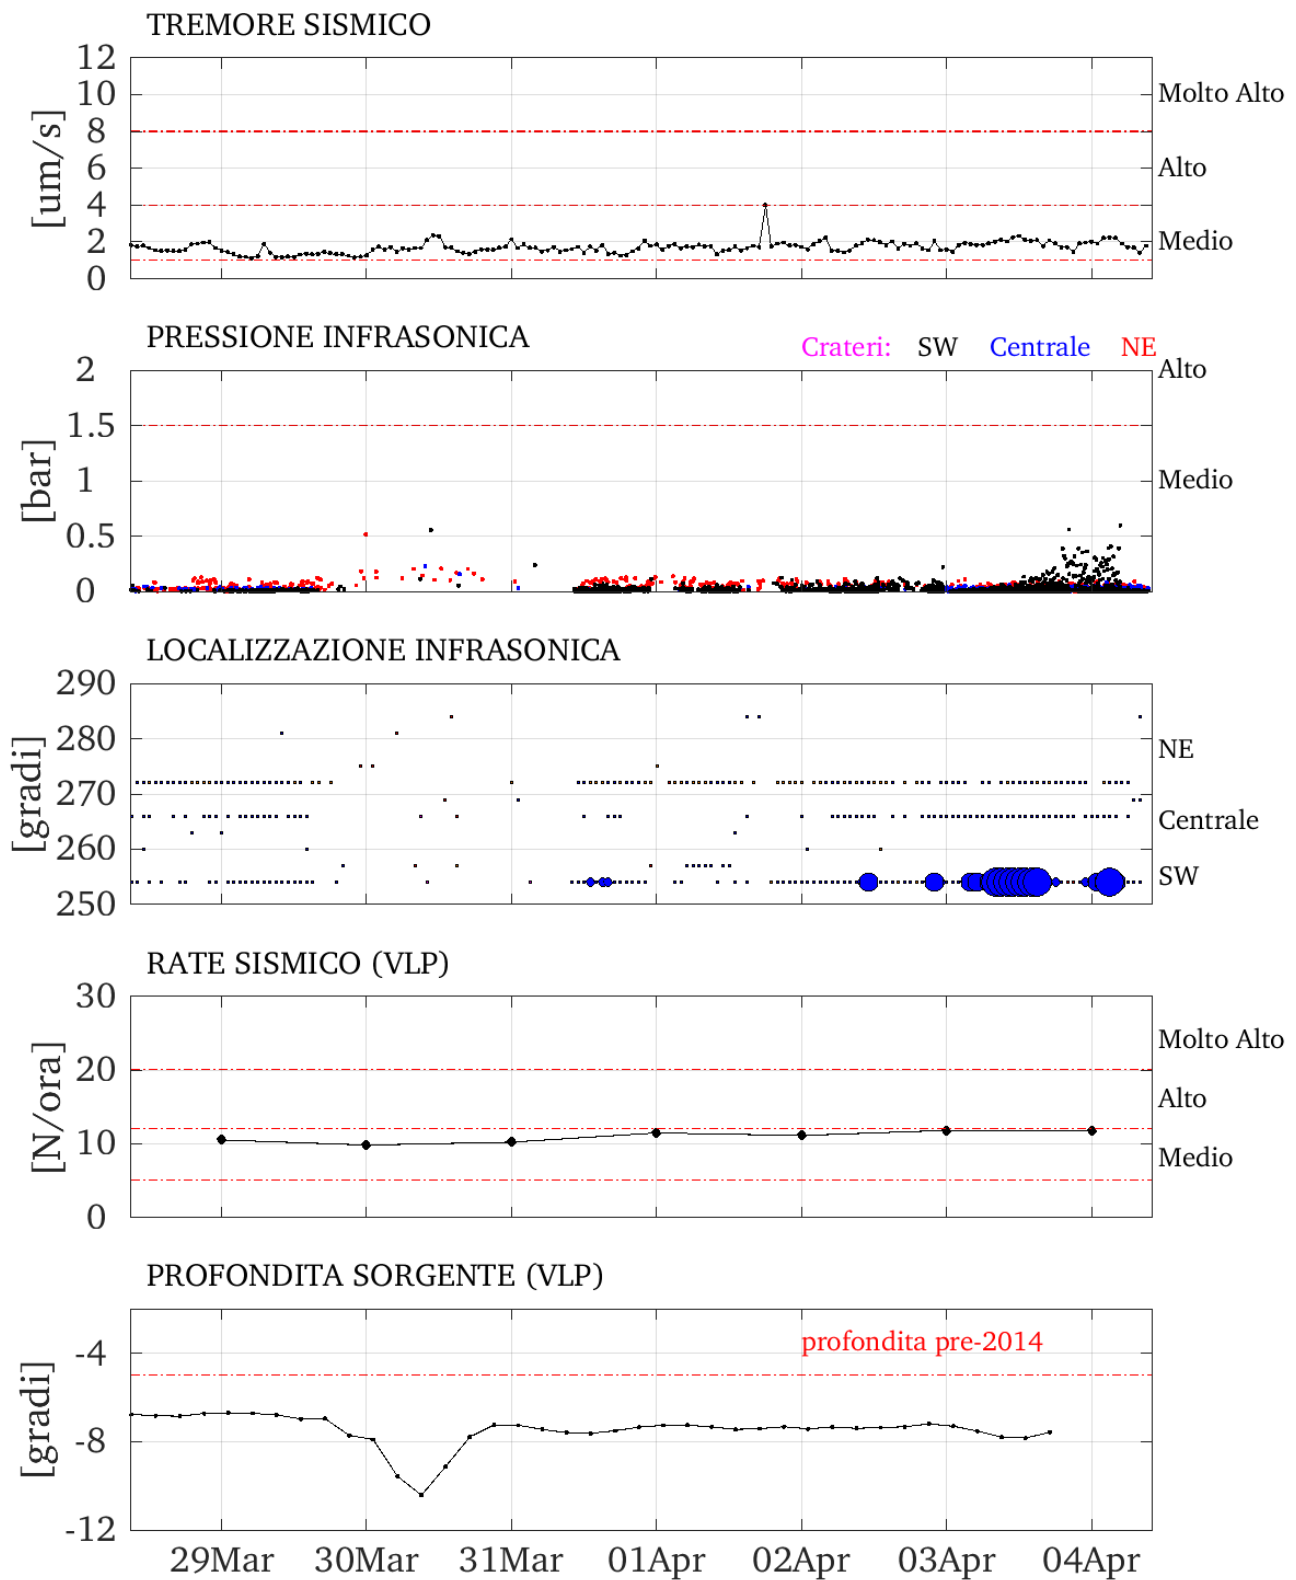 TREMORE SISMICO
12
10
8
6
4
2
0
[um/s]
Molto Alto
Alto
Medio
PRESSIONE INFRASONICA
Crateri: SW Centrale NE
2
1.5
1
0.5
0
[bar]
Alto
Medio
LOCALIZZAZIONE INFRASONICA
290
280
270
260
250
[gradi]
NE
Centrale
SW
RATE SISMICO (VLP)
30
20
10
0
[N/ora]
Molto Alto
Alto
Medio
PROFONDITA SORGENTE (VLP)
profondita pre-2014
-4
-8
-12
[gradi]
29Mar 30Mar 31Mar 01Apr 02Apr 03Apr 04Apr